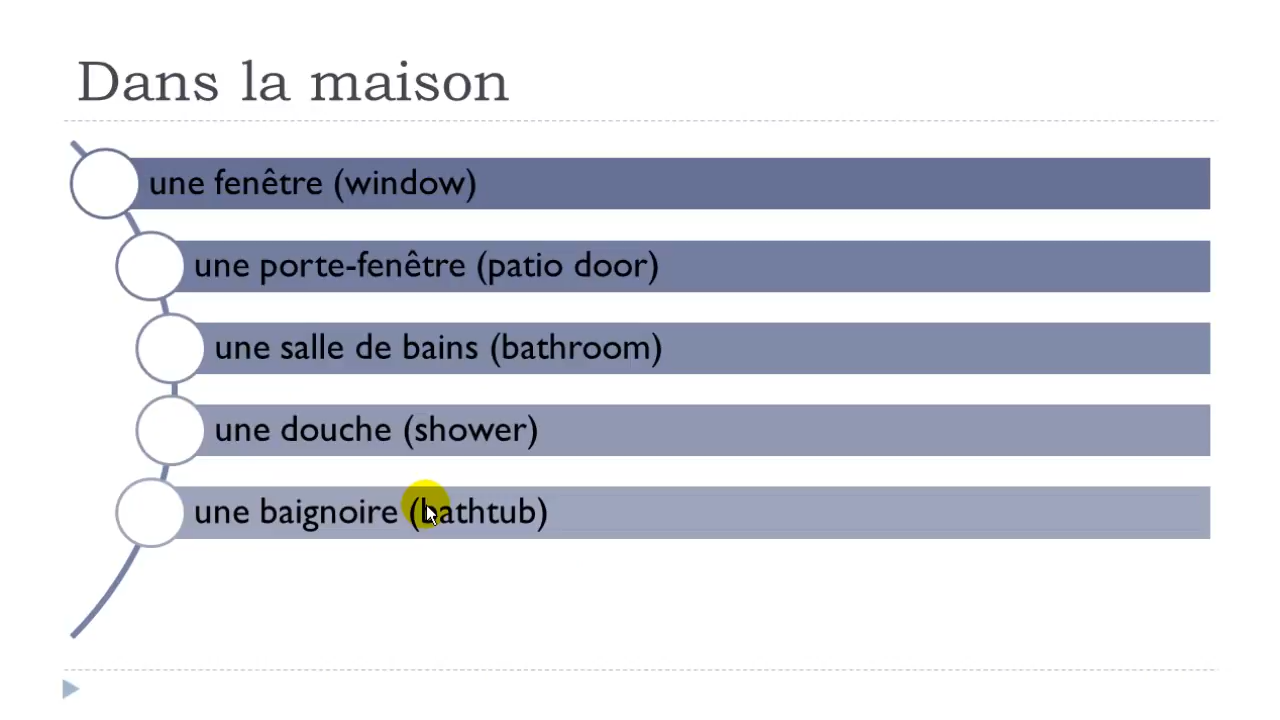 Dans la maison
une fenêtre (window)
une porte-fenêtre (patio door)
une salle de bains (bathroom)
une douche (shower)
une baignoire (bathtub)